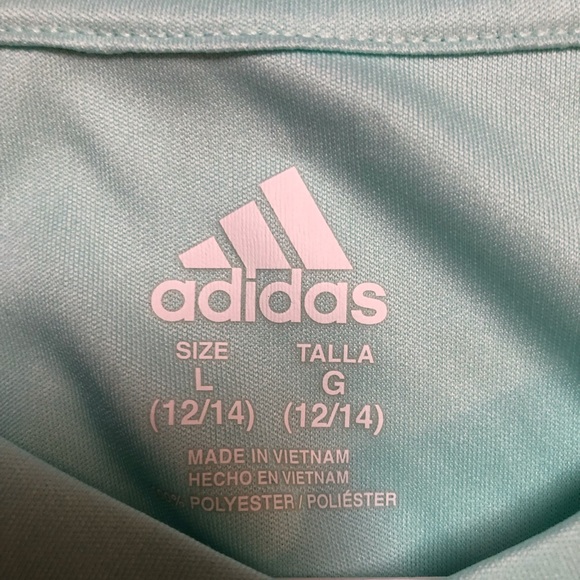 adidas
SIZE TALLA
L G
(12/14) (12/14)
MADE IN VIETNAM
HECHO EN VIETNAM
POLYESTER / POLIÉSTER